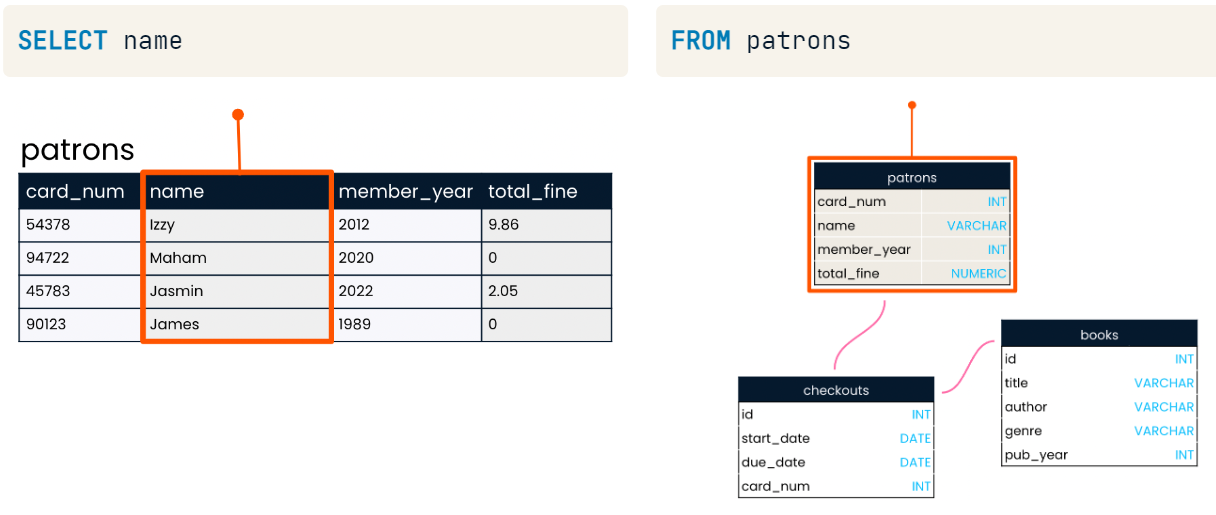 SELECT name
FROM patrons
patrons
card_num name member_year total_fine
54378 Izzy 2012 9.86
94722 Maham 2020 0
45783 Jasmin 2022 2.05
90123 James 1989 0
patrons
card_num INT
name VARCHAR
member_year INT
total_fine NUMERIC
checkouts
id INT
start_date DATE
due_date DATE
card_num INT
books
id INT
title VARCHAR
author VARCHAR
genre VARCHAR
pub_year INT